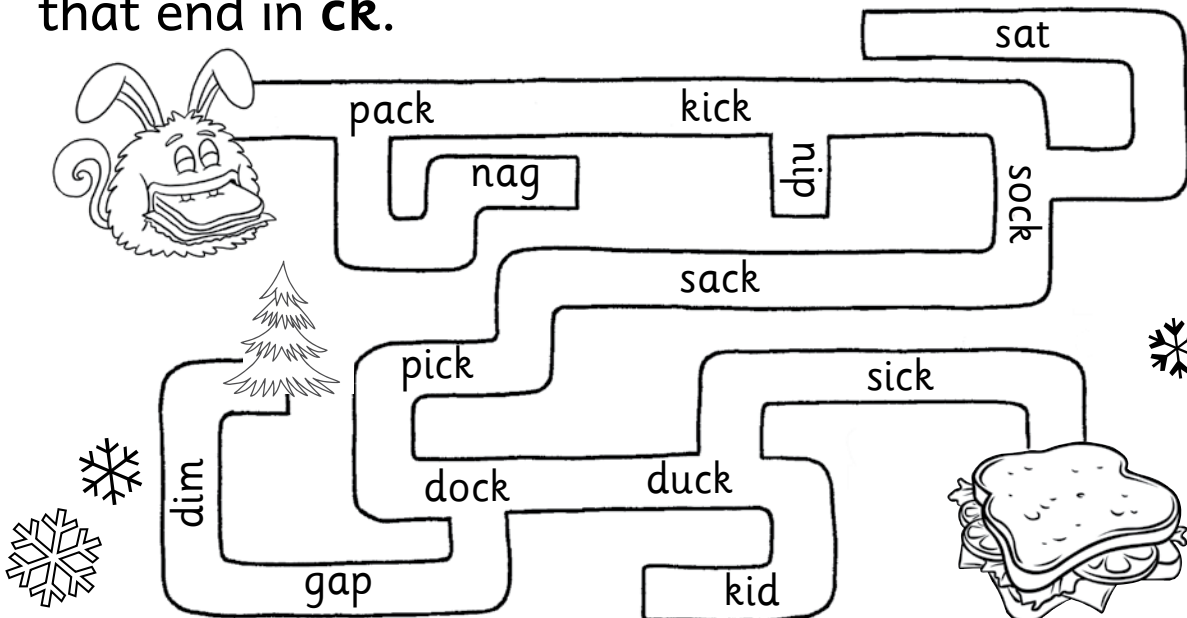 that end in ck.
sat
pack kick
nag
nip
sock
sack
pick
sick
dim
dock duck
gap
kid